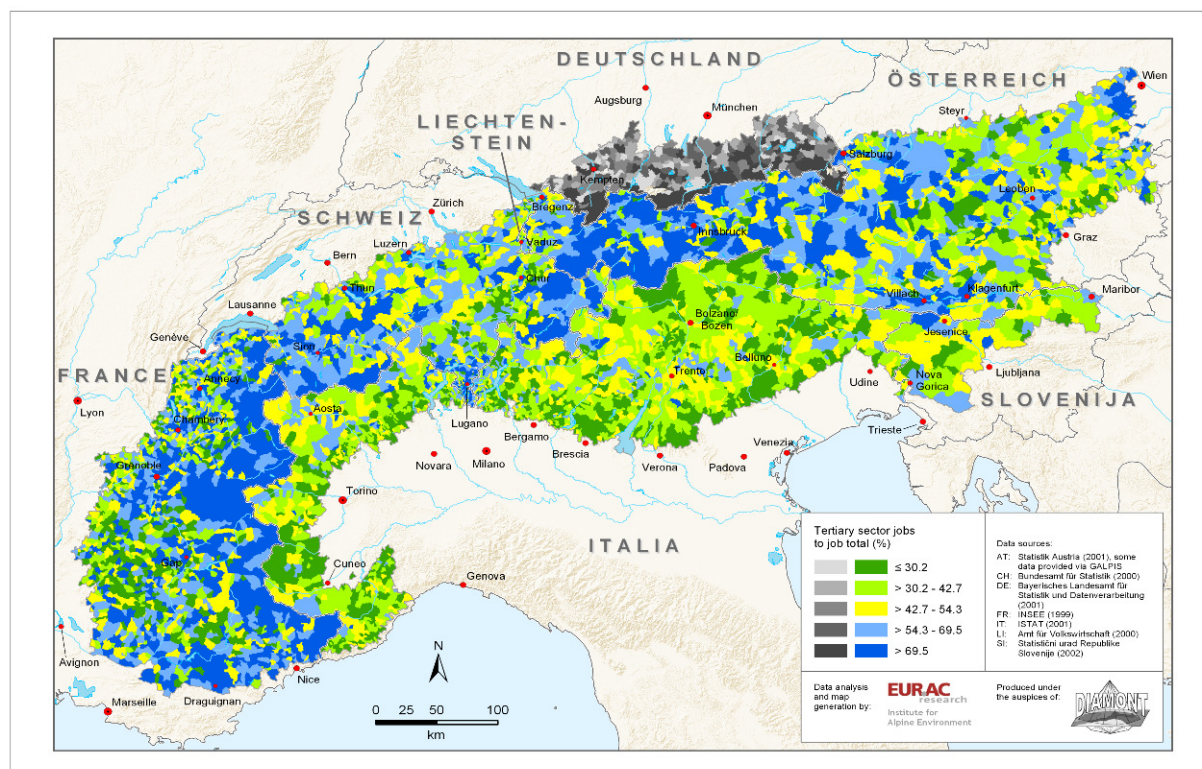 DEUTSCHLAND
ÖSTERREICH
Wien
Augsburg
München
Steyr
LIECHTEN-
STEIN
Salzburg
Kempten
Leoben
Zürich
Bregenz
SCHWEIZ
Innsbruck
Graz
Luzern
Vaduz
Bern
Chur
Thun
Villach
Klagenfurt
Maribor
Lausanne
Bolzano/
Bozen
Jesenice
Genève
Sion
Belluno
Ljubljana
FRANCE
Annecy
Trento
Udine
Nova
Gorica
SLOVENIJA
Lyon
Aosta
Chambery
Lugano
Bergamo
Trieste
Brescia
Grenoble
Novara
Milano
Verona
Padova
Venezia
Torino
ITALIA
Gap
Cuneo
Genova
Avignon
Nice
Marseille
Draguignan
N
0 25 50 100
km
Tertiary sector jobs
to job total (%)
≤ 30.2
> 30.2 - 42.7
> 42.7 - 54.3
> 54.3 - 69.5
> 69.5
Data sources:
AT: Statistik Austria (2001), some
data provided via GALPIS
CH: Bundesamt für Statistik (2000)
DE: Bayerisches Landesamt für
Statistik und Datenverarbeitung
(2001)
FR: INSEE (1999)
IT: ISTAT (2001)
LI: Amt für Volkswirtschaft (2000)
SI: Statistični urad Republike
Slovenije (2002)
Data analysis
and map
generation by:
EURAC
research
Institute for
Alpine Environment
Produced under
the auspices of:
DIAMONT